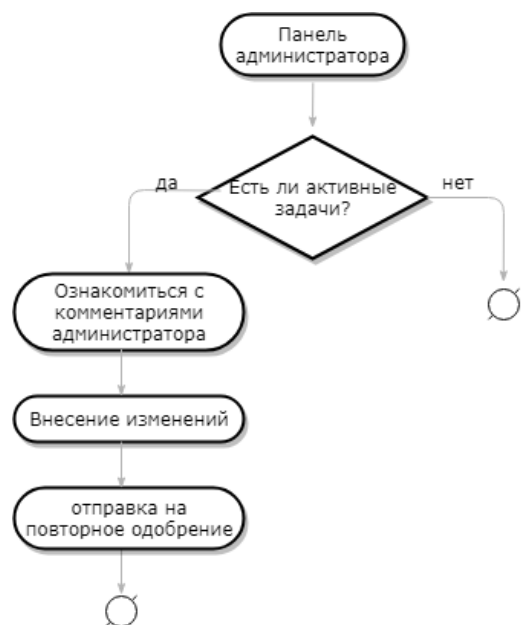 Панель
администратора
да
Есть ли активные
задачи?
нет
Ознакомиться с
комментариями
администратора
Внесение изменений
отправка на
повторное одобрение